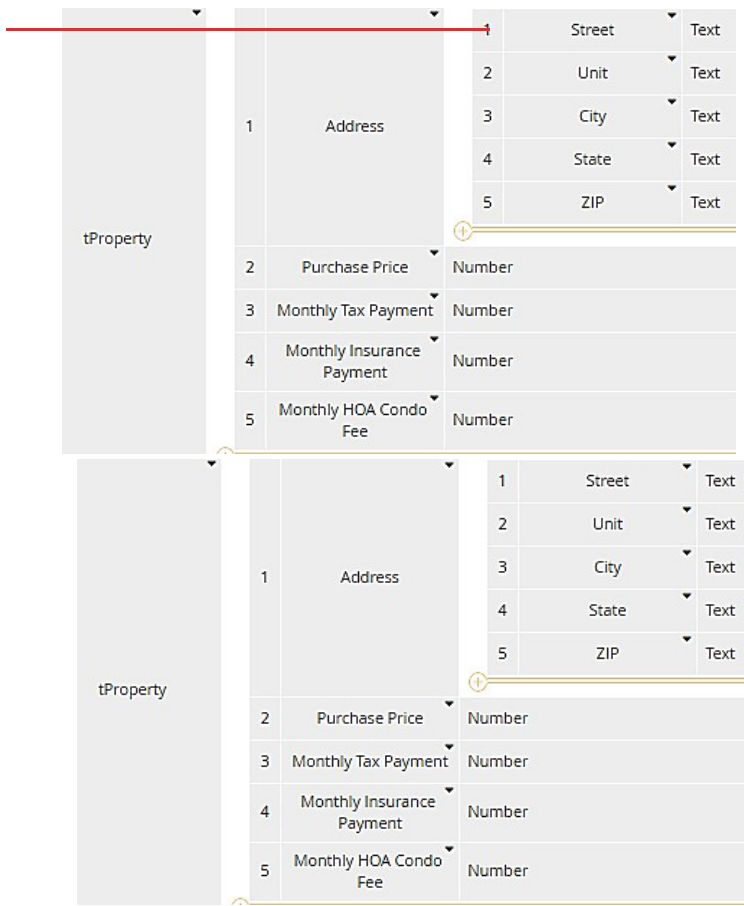 1 Street Text
2 Unit Text
3 City Text
1 Address
4 State Text
5 ZIP Text
tProperty
2 Purchase Price Number
3 Monthly Tax Payment Number
4 Monthly Insurance Payment Number
5 Monthly HOA Condo Fee Number
1 Street Text
2 Unit Text
3 City Text
1 Address
4 State Text
5 ZIP Text
tProperty
2 Purchase Price Number
3 Monthly Tax Payment Number
4 Monthly Insurance Payment Number
5 Monthly HOA Condo Fee Number